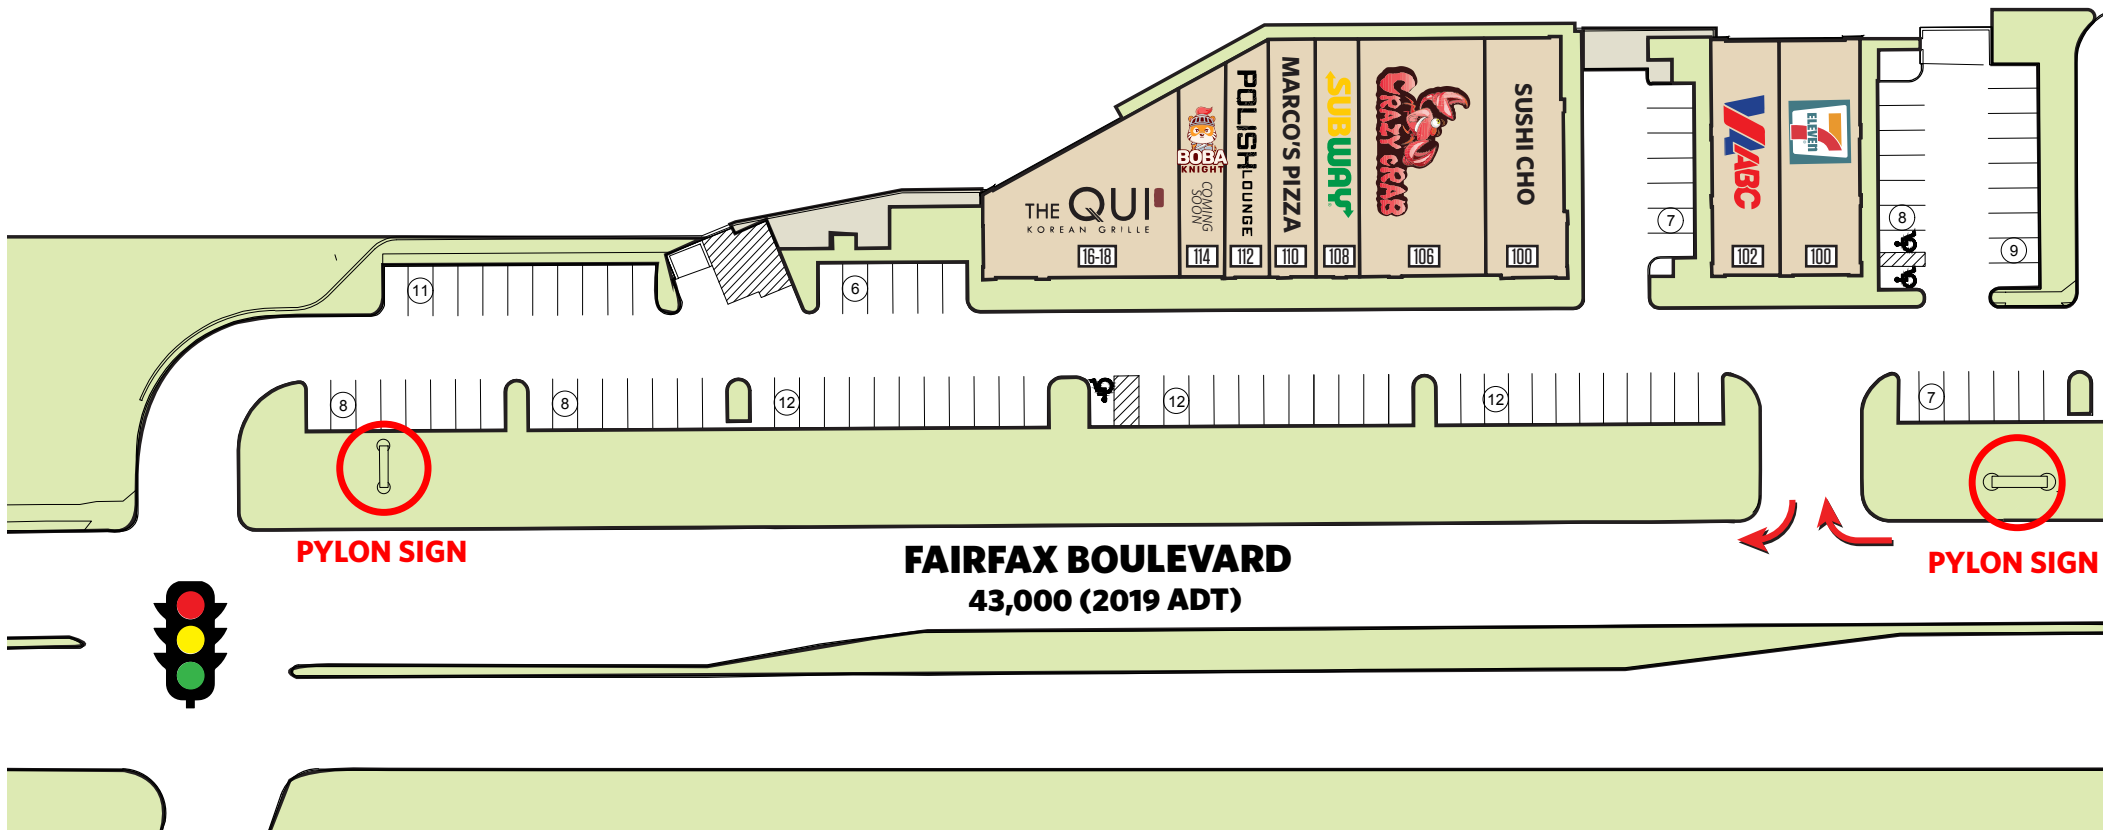 THE QUI
KOREAN GRILLE
16-18
BOBA
KNIGHT
COMING
SOON
114
POLISH LOUNGE
112
MARCO'S PIZZA
110
SUBWAY
108
CRAZY CRAB
106
SUSHI CHO
100
7
VA ABC
102
7
ELEVEN
100
8
9
11
6
8
8
12
12
12
7
PYLON SIGN
FAIRFAX BOULEVARD
43,000 (2019 ADT)
PYLON SIGN